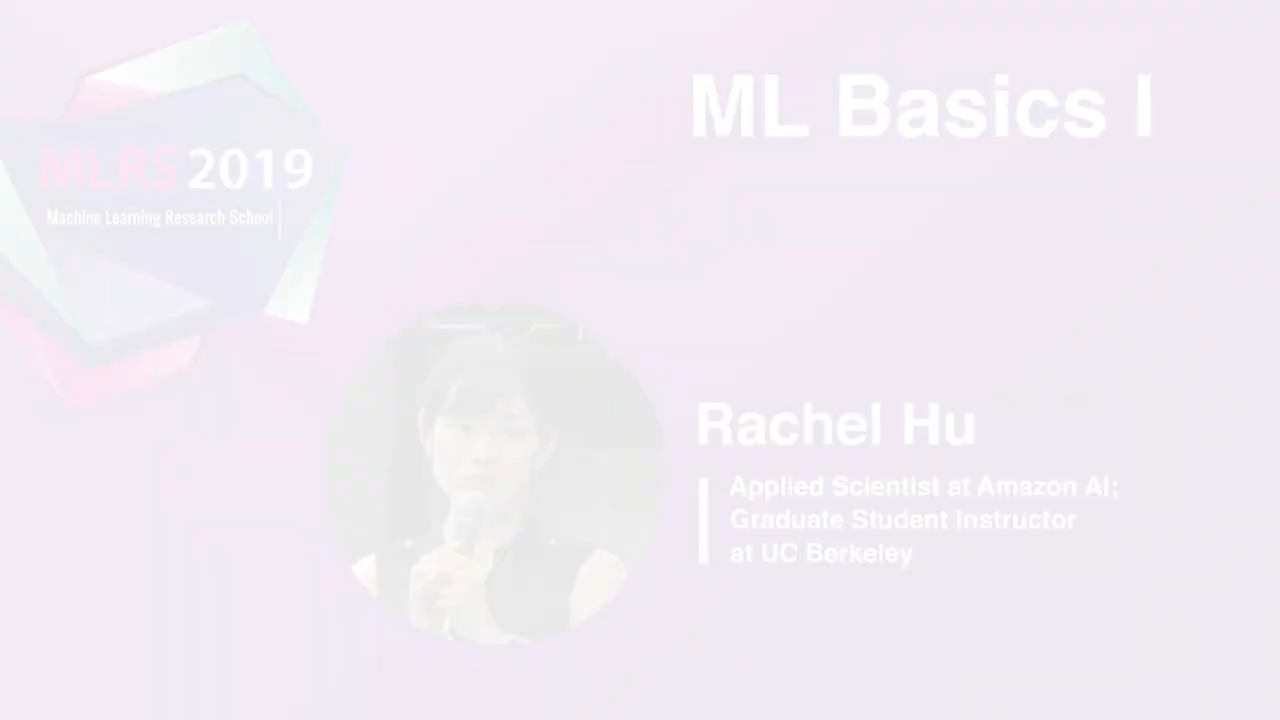 MLRS 2019
Machine Learning Research School
ML Basics I
Rachel Hu
Applied Scientist at Amazon AI;
Graduate Student Instructor
at UC Berkeley